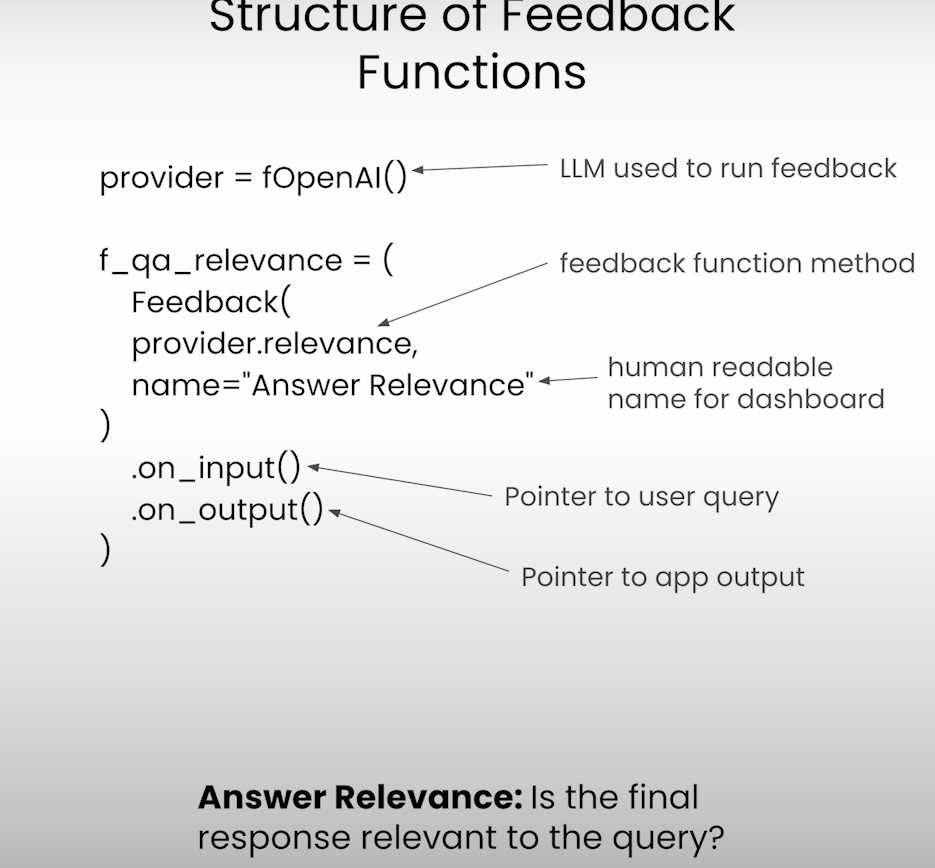 Structure of Feedback
Functions
provider = fOpenAI()
LLM used to run feedback
f_qa_relevance = (
feedback function method
Feedback(
provider.relevance,
name="Answer Relevance"
human readable
name for dashboard
)
.on_input()
Pointer to user query
.on_output()
)
Pointer to app output
Answer Relevance: Is the final
response relevant to the query?